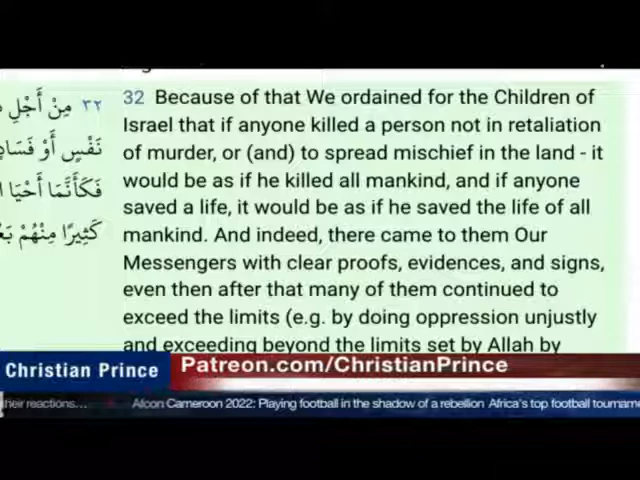 ٣٢ مِنْ أَجْلِ
نَفْسٍ أَوْ فَسَادٍ
فَكَأَنَّمَا أَحْيَا
كَثِيرًا مِنْهُمْ
32 Because of that We ordained for the Children of
Israel that if anyone killed a person not in retaliation
of murder, or (and) to spread mischief in the land - it
would be as if he killed all mankind, and if anyone
saved a life, it would be as if he saved the life of all
mankind. And indeed, there came to them Our
Messengers with clear proofs, evidences, and signs,
even then after that many of them continued to
exceed the limits (e.g. by doing oppression unjustly
and exceeding beyond the limits set by Allah by
Christian Prince
Patreon.com/ChristianPrince
their reactions... Afcon Cameroon 2022: Playing football in the shadow of a rebellion Africa's top football